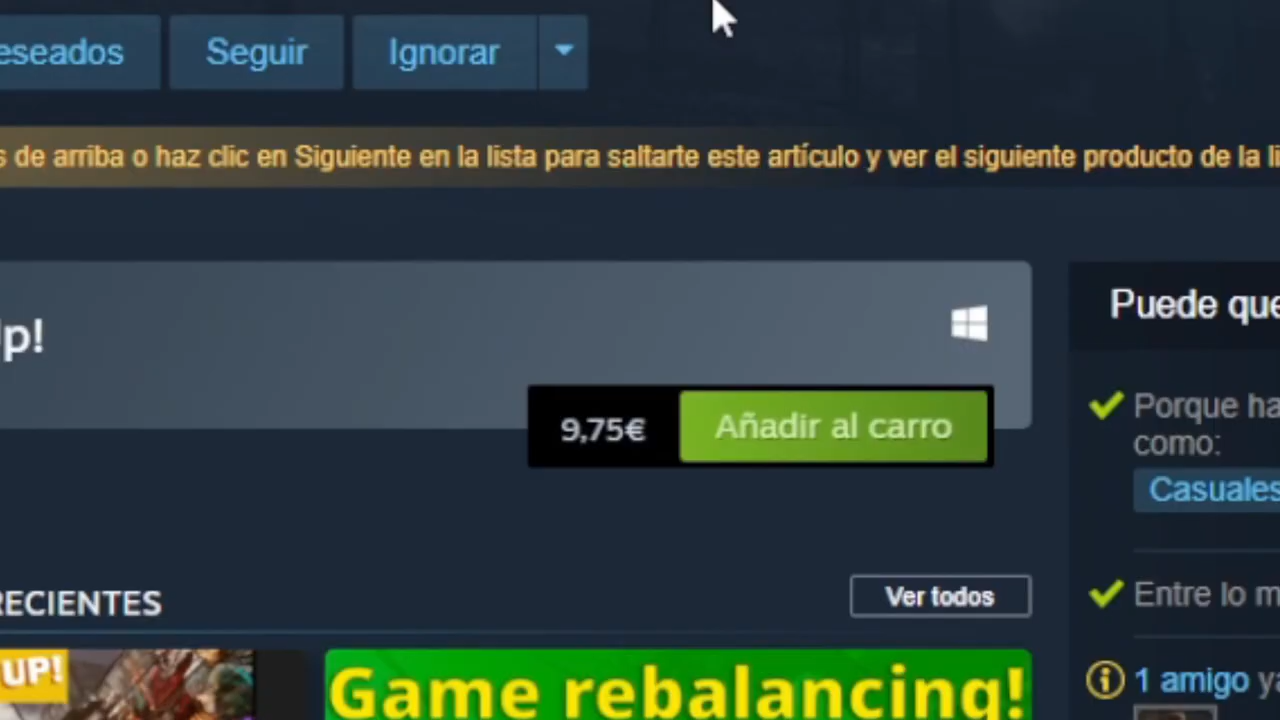 eseados Seguir Ignorar
s de arriba o haz clic en Siguiente en la lista para saltarte este artículo y ver el siguiente producto de la li
p!
Puede que
9,75€ Añadir al carro
Porque ha
como:
Casuales
RECIENTES
Ver todos
Entre lo m
UP!
Game rebalancing!
1 amigo ya